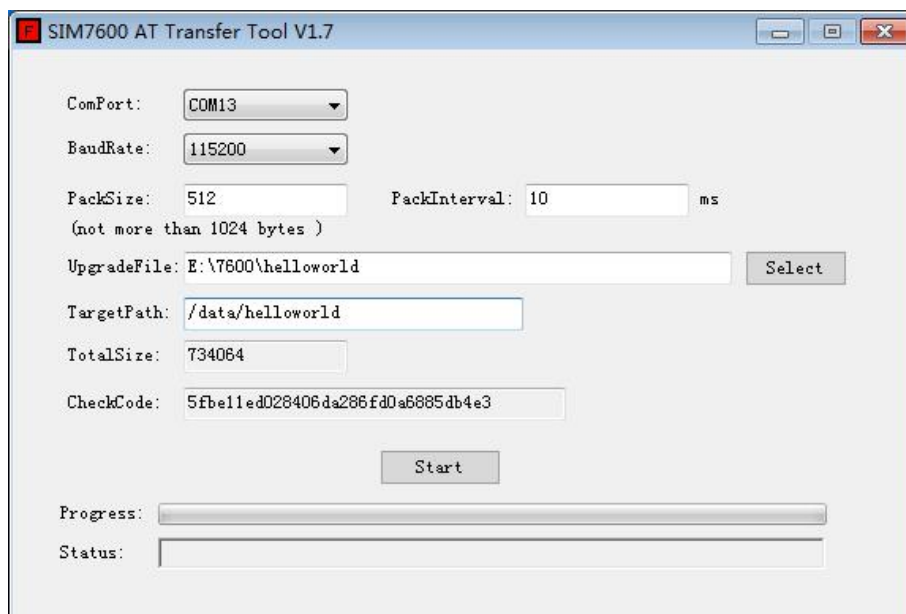 F SIM7600 AT Transfer Tool V1.7
ComPort: COM13
BaudRate: 115200
PackSize: 512 PackInterval: 10 ms
(not more than 1024 bytes )
UpgradeFile: E:\7600\helloworld Select
TargetPath: /data/helloworld
TotalSize: 734064
CheckCode: 5fbe11ed028406da286fd0a6885db4e3
Start
Progress:
Status: